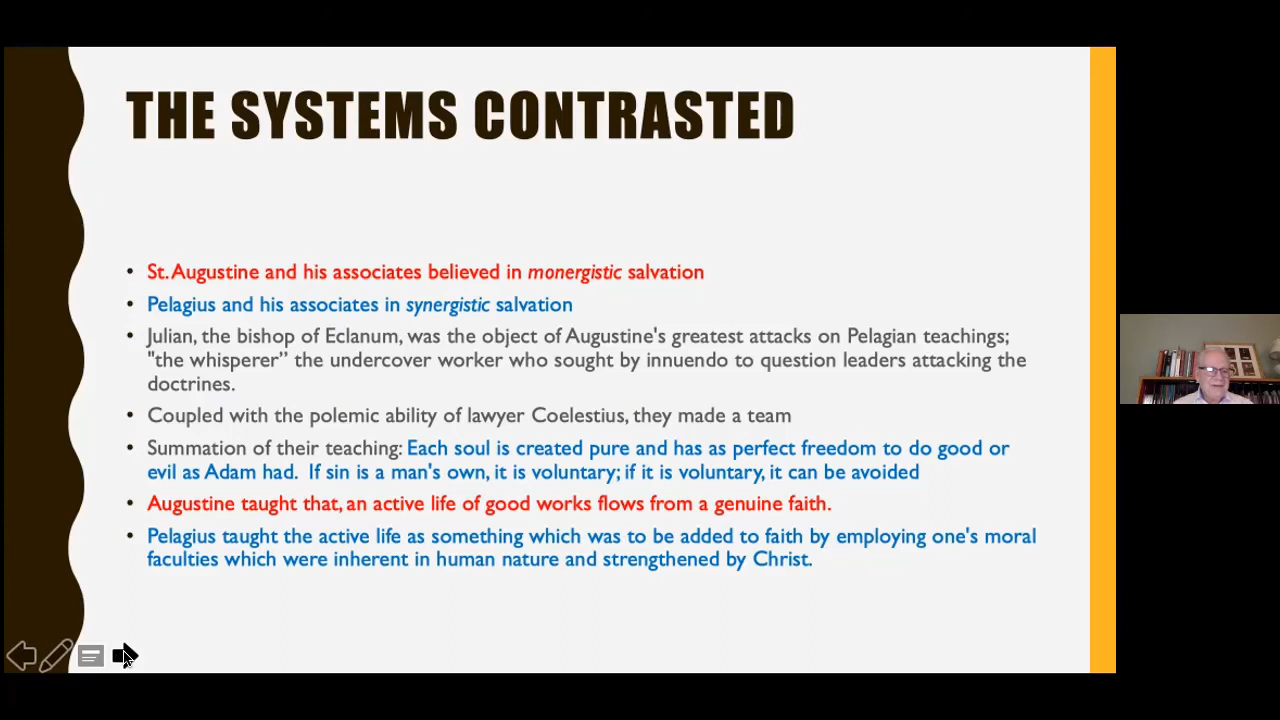 THE SYSTEMS CONTRASTED
• St. Augustine and his associates believed in monergistic salvation
• Pelagius and his associates in synergistic salvation
• Julian, the bishop of Eclanum, was the object of Augustine's greatest attacks on Pelagian teachings;
"the whisperer” the undercover worker who sought by innuendo to question leaders attacking the
doctrines.
• Coupled with the polemic ability of lawyer Coelestius, they made a team
• Summation of their teaching: Each soul is created pure and has as perfect freedom to do good or
evil as Adam had. If sin is a man's own, it is voluntary; if it is voluntary, it can be avoided
• Augustine taught that, an active life of good works flows from a genuine faith.
• Pelagius taught the active life as something which was to be added to faith by employing one's moral
faculties which were inherent in human nature and strengthened by Christ.